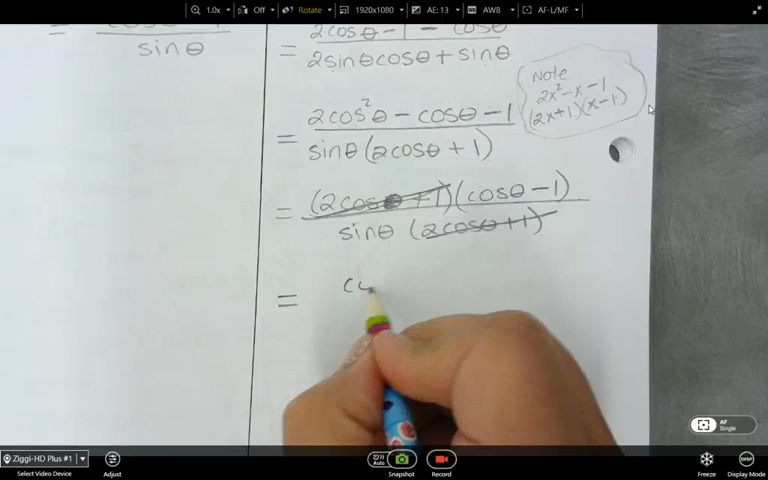 1.0x Off Rotate 1920x1080 AE: 13 AWB AF-L/MF
sinθ
2cos²θ - 1 - cosθ
2sinθcosθ + sinθ
=
Note
2x² - x - 1
(2x+1)(x-1)
2cos²θ - cosθ - 1
=
sinθ(2cosθ + 1)
(2cosθ +1)(cosθ - 1)
=
sinθ (2cosθ+1)
=
AF
Single
Ziggi-HD Plus #1
Select Video Device
Adjust
Auto
Snapshot
Record
Freeze
DISP
Display Mode